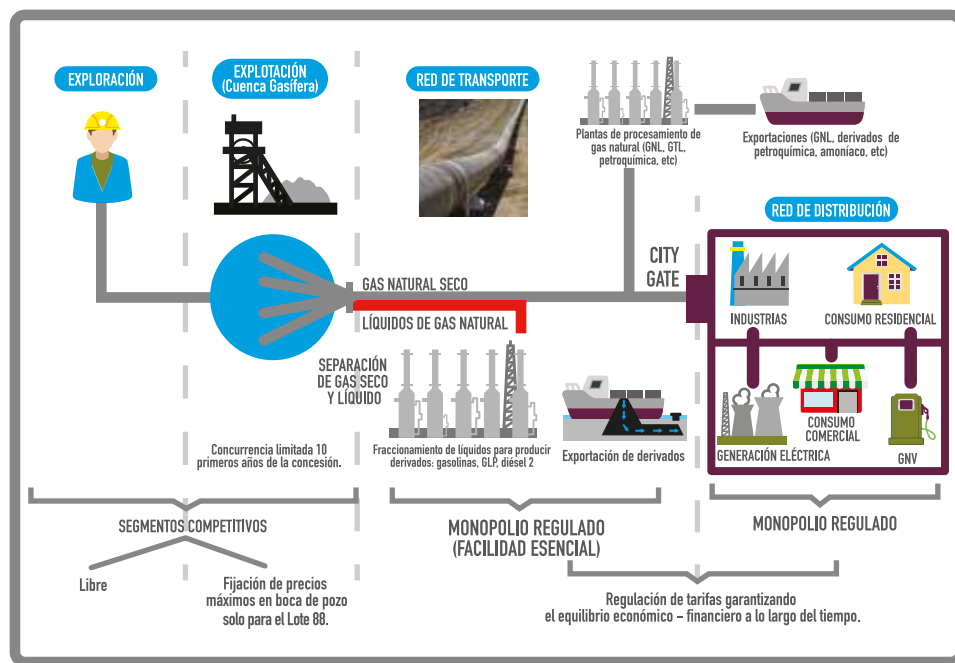 EXPLORACIÓN
EXPLOTACIÓN
(Cuenca Gasífera)
RED DE TRANSPORTE
Plantas de procesamiento de
gas natural (GNL, GTL,
petroquímica, etc)
Exportaciones (GNL, derivados de
petroquímica, amoníaco, etc)
RED DE DISTRIBUCIÓN
CITY
GATE
INDUSTRIAS
CONSUMO RESIDENCIAL
GAS NATURAL SECO
LÍQUIDOS DE GAS NATURAL
SEPARACIÓN
DE GAS SECO
Y LÍQUIDO
CONSUMO
COMERCIAL
GENERACIÓN ELÉCTRICA
GNV
Concurrencia limitada 10
primeros años de la concesión.
Fraccionamiento de líquidos para producir
derivados: gasolinas, GLP, diésel 2
Exportación de derivados
SEGMENTOS COMPETITIVOS
MONOPOLIO REGULADO
(FACILIDAD ESENCIAL)
MONOPOLIO REGULADO
Libre
Fijación de precios
máximos en boca de pozo
solo para el Lote 88.
Regulación de tarifas garantizando
el equilibrio económico – financiero a lo largo del tiempo.